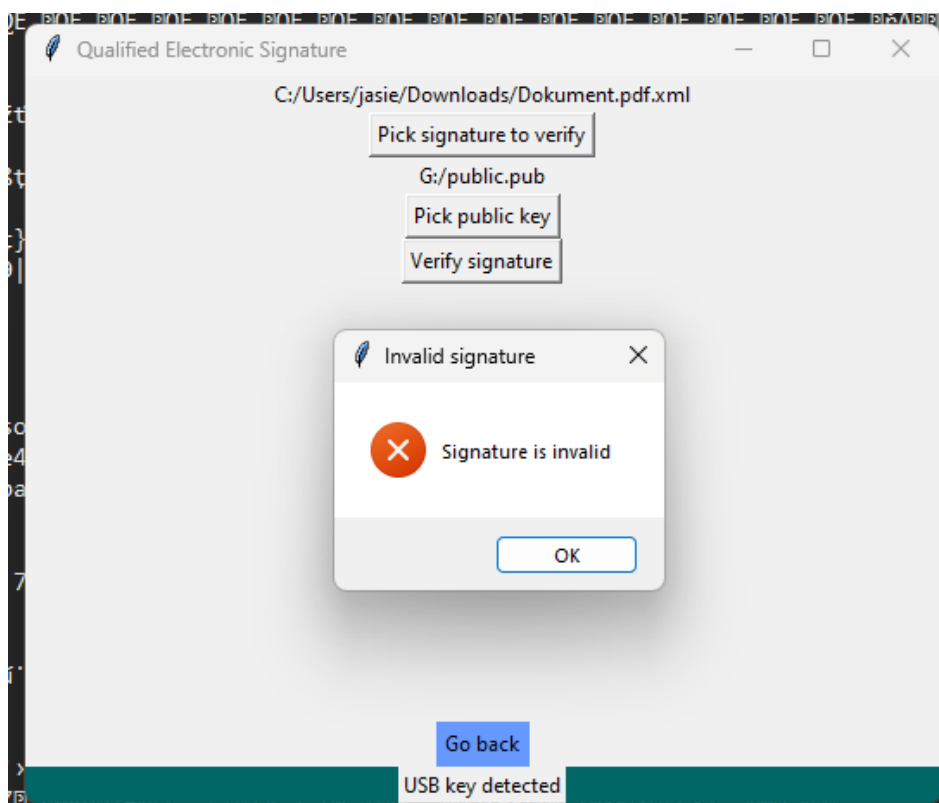 Qualified Electronic Signature
C:/Users/jasie/Downloads/Dokument.pdf.xml
Pick signature to verify
G:/public.pub
Pick public key
Verify signature
Invalid signature
Signature is invalid
OK
Go back
USB key detected